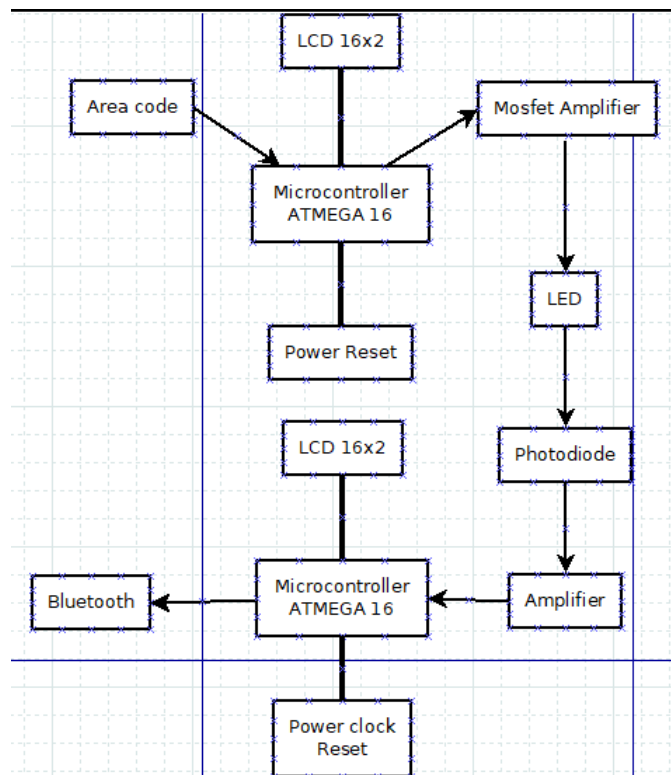 LCD 16x2
Area code
Mosfet Amplifier
Microcontroller
ATMEGA 16
LED
Power Reset
LCD 16x2
Photodiode
Microcontroller
ATMEGA 16
Bluetooth
Amplifier
Power clock
Reset